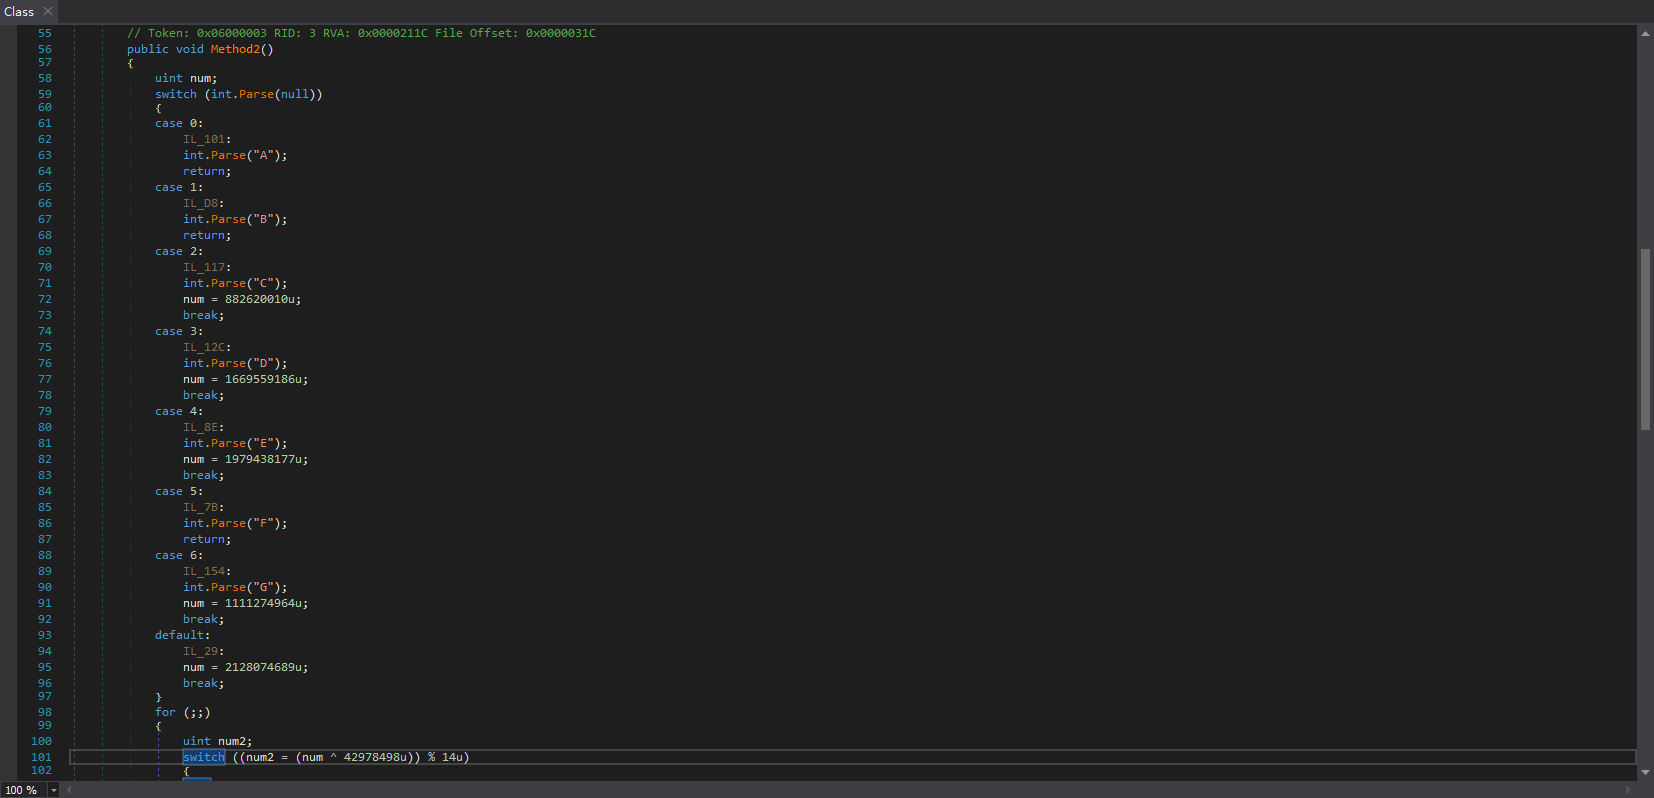 Class
55 // Token: 0x06000003 RID: 3 RVA: 0x0000211C File Offset: 0x0000031C
56 public void Method2()
57 {
58 uint num;
59 switch (int.Parse(null))
60 {
61 case 0:
62 IL_101:
63 int.Parse("A");
64 return;
65 case 1:
66 IL_D8:
67 int.Parse("B");
68 return;
69 case 2:
70 IL_117:
71 int.Parse("C");
72 num = 882620010u;
73 break;
74 case 3:
75 IL_12C:
76 int.Parse("D");
77 num = 1669559186u;
78 break;
79 case 4:
80 IL_8E:
81 int.Parse("E");
82 num = 1979438177u;
83 break;
84 case 5:
85 IL_7B:
86 int.Parse("F");
87 return;
88 case 6:
89 IL_154:
90 int.Parse("G");
91 num = 1111274964u;
92 break;
93 default:
94 IL_29:
95 num = 2128074689u;
96 break;
97 }
98 for (;;)
99 {
100 uint num2;
101 switch ((num2 = (num ^ 42978498u)) % 14u)
102 {
100 %